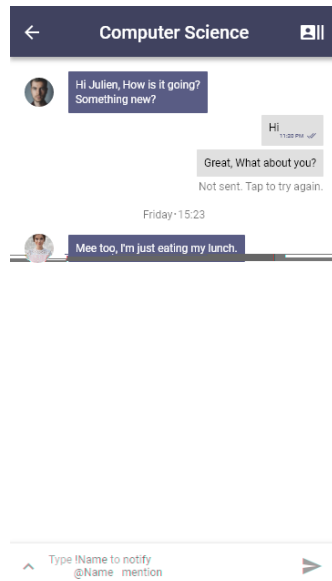 Computer Science
Hi Julien, How is it going?
Something new?
Hi
11:20 PM
Great, What about you?
Not sent. Tap to try again.
Friday · 15:23
Mee too, I'm just eating my lunch.
Type !Name to notify
@Name mention